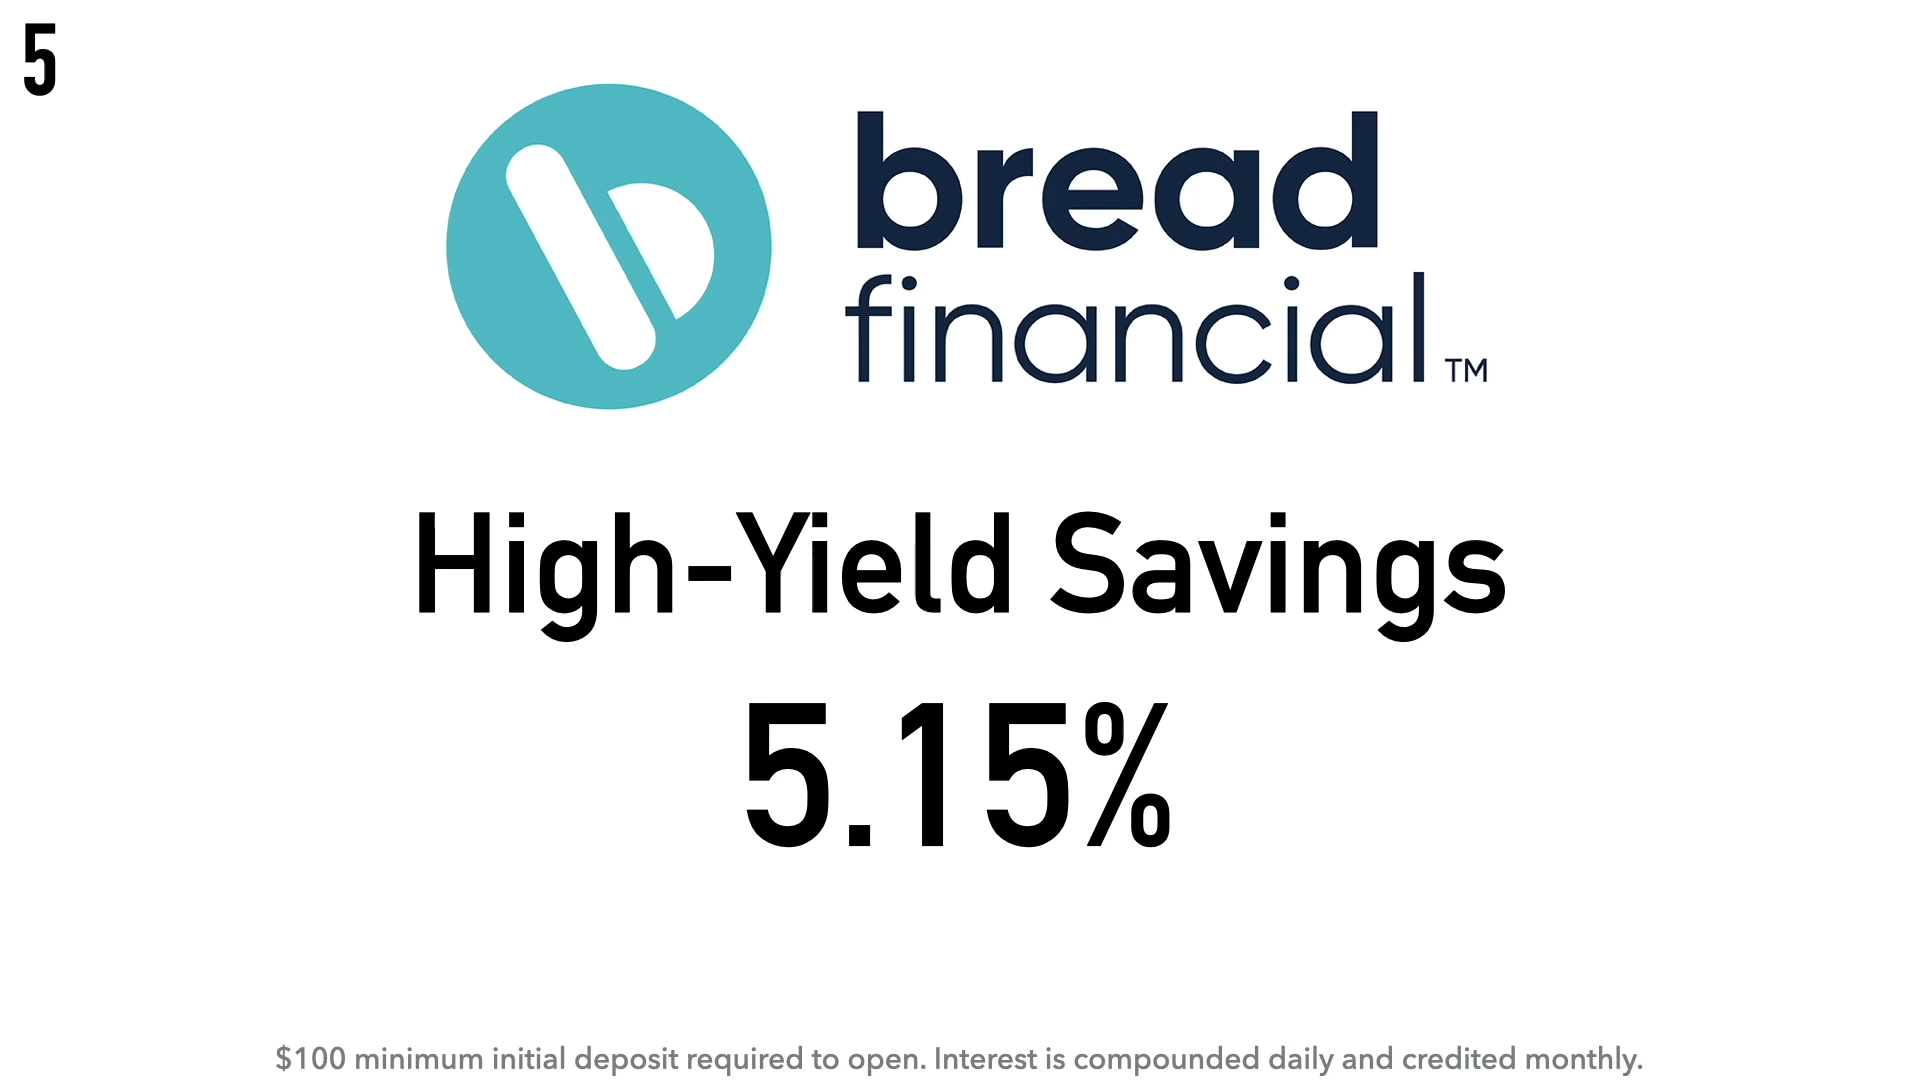 5
bread
financial™
High-Yield Savings
5.15%
$100 minimum initial deposit required to open. Interest is compounded daily and credited monthly.